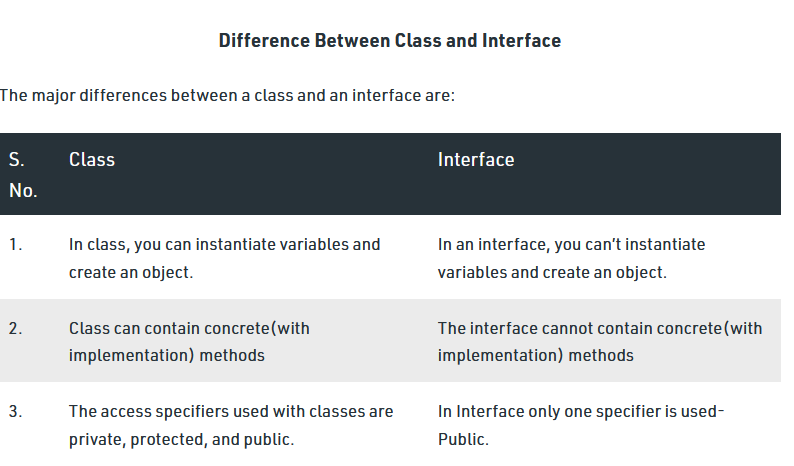 Difference Between Class and Interface
The major differences between a class and an interface are:
S. Class Interface
No.
1. In class, you can instantiate variables and In an interface, you can’t instantiate
create an object. variables and create an object.
2. Class can contain concrete(with The interface cannot contain concrete(with
implementation) methods implementation) methods
3. The access specifiers used with classes are In Interface only one specifier is used-
private, protected, and public. Public.